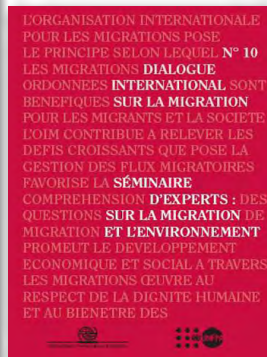 L'ORGANISATION INTERNATIONALE
POUR LES MIGRATIONS POSE
LE PRINCIPE SELON LEQUEL N° 10
LES MIGRATIONS DIALOGUE
ORDONNEES INTERNATIONAL SONT
BENEFIQUES SUR LA MIGRATION
POUR LES MIGRANTS ET LA SOCIETE
L'OIM CONTRIBUE A RELEVER LES
DEFIS CROISSANTS QUE POSE LA
GESTION DES FLUX MIGRATOIRES
FAVORISE LA SÉMINAIRE
COMPREHENSION D'EXPERTS : DES
QUESTIONS SUR LA MIGRATION DE
MIGRATION ET L'ENVIRONNEMENT
PROMEUT LE DEVELOPPEMENT
ECONOMIQUE ET SOCIAL A TRAVERS
LES MIGRATIONS ŒUVRE AU
RESPECT DE LA DIGNITE HUMAINE
ET AU BIENETRE DES